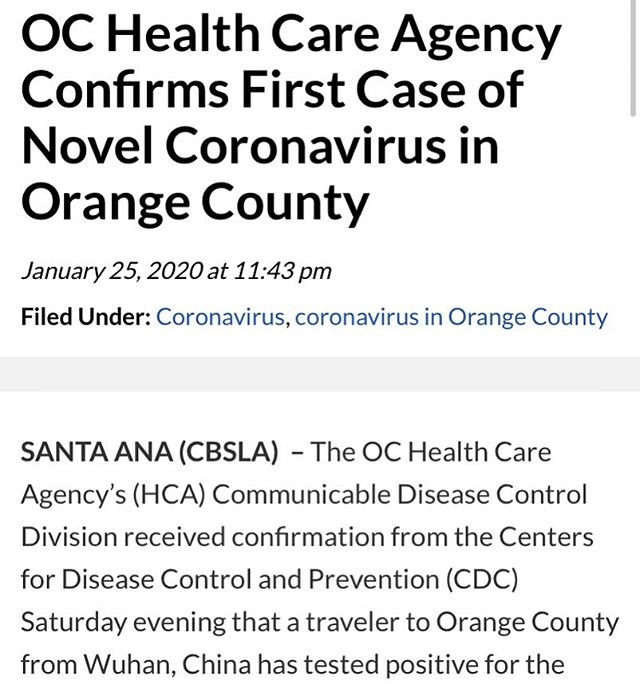 OC Health Care Agency
Confirms First Case of
Novel Coronavirus in
Orange County
January 25, 2020 at 11:43 pm
Filed Under: Coronavirus, coronavirus in Orange County
SANTA ANA (CBSLA) – The OC Health Care
Agency’s (HCA) Communicable Disease Control
Division received confirmation from the Centers
for Disease Control and Prevention (CDC)
Saturday evening that a traveler to Orange County
from Wuhan, China has tested positive for the